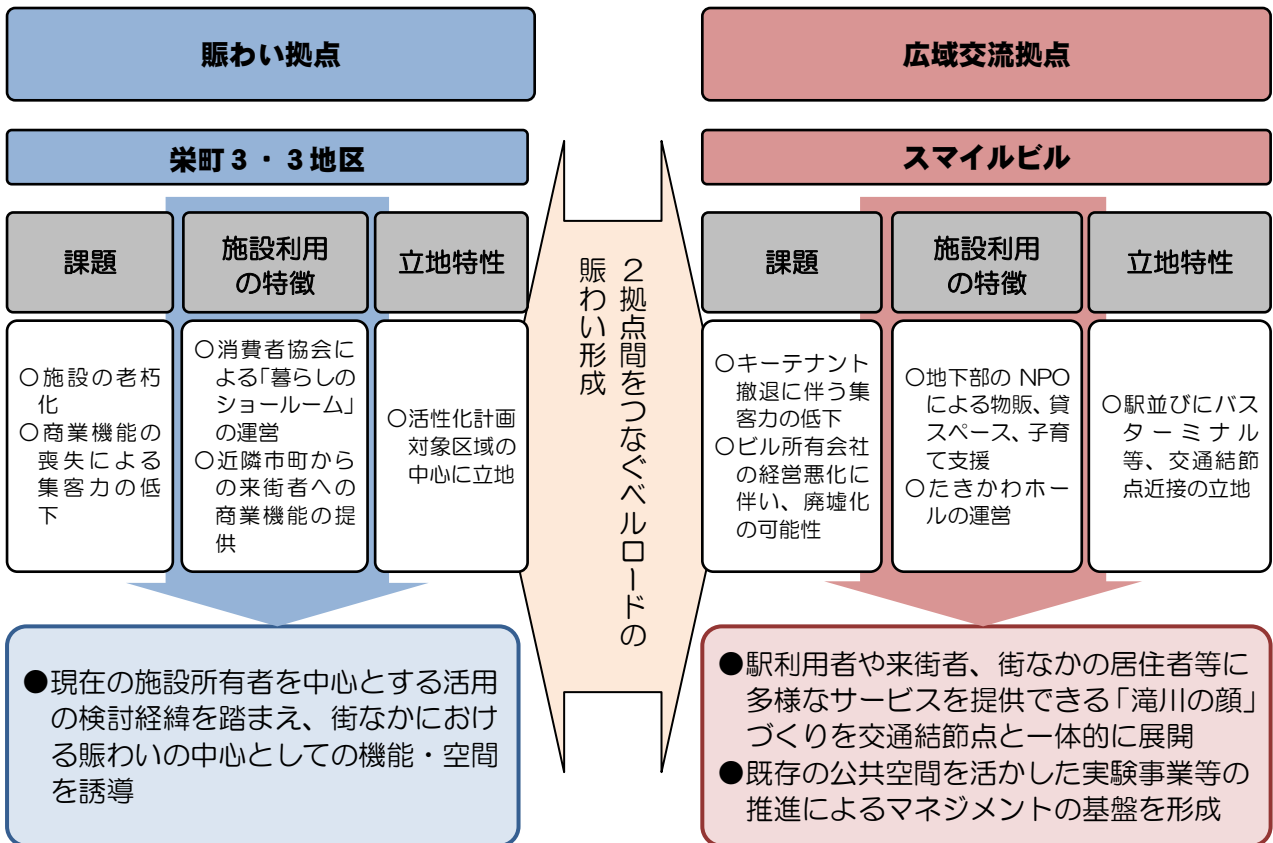 賑わい拠点
栄町3・3地区
課題
施設利用
の特徴
立地特性
○施設の老朽
化
○商業機能の
喪失による
集客力の低
下
○消費者協会に
よる「暮らしの
ショールーム」
の運営
○近隣市町から
の来街者への
商業機能の提
供
○活性化計画
対象区域の
中心に立地
●現在の施設所有者を中心とする活用
の検討経緯を踏まえ、街なかにおけ
る賑わいの中心としての機能・空間
を誘導
2拠点間をつなぐベルロードの
賑わい形成
広域交流拠点
スマイルビル
課題
施設利用
の特徴
立地特性
○キーテナント
撤退に伴う集
客力の低下
○ビル所有会社
の経営悪化に
伴い、廃墟化
の可能性
○地下部の NPO
による物販、貸
スペース、子育
て支援
○たきかわホー
ルの運営
○駅並びにバス
ターミナル
等、交通結節
点近接の立地
●駅利用者や来街者、街なかの居住者等に
多様なサービスを提供できる「滝川の顔」
づくりを交通結節点と一体的に展開
●既存の公共空間を活かした実験事業等の
推進によるマネジメントの基盤を形成